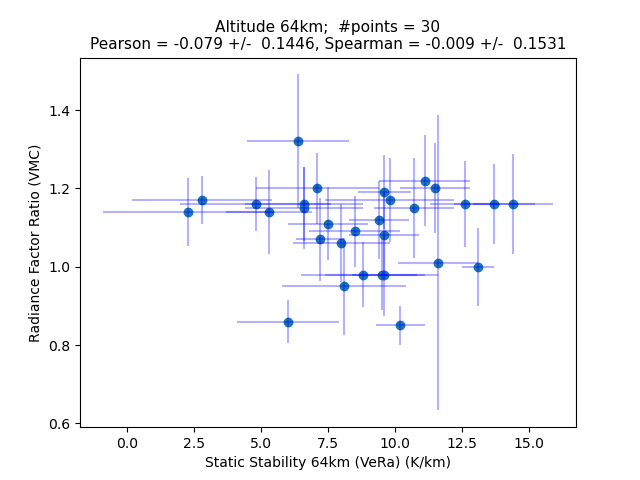 Altitude 64km;  #points = 30
Pearson = -0.079 +/-  0.1446, Spearman = -0.009 +/-  0.1531
Radiance Factor Ratio (VMC)
1.4
1.2
1.0
0.8
0.6
0.0 2.5 5.0 7.5 10.0 12.5 15.0
Static Stability 64km (VeRa) (K/km)